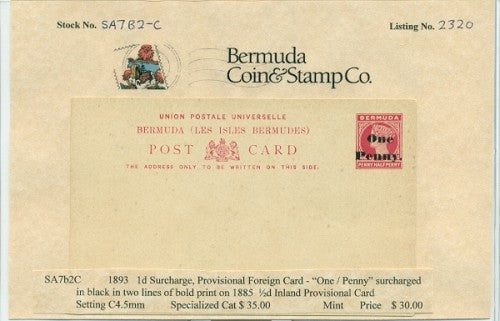 Stock No. SA7B2-C
Listing No. 2320
Bermuda
Coin&Stamp Co.
UNION POSTALE UNIVERSELLE
BERMUDA (LES ISLES BERMUDES)
POST CARD
THE ADDRESS ONLY TO BE WRITTEN ON THIS SIDE.
BERMUDA
One
Penny.
PENNY HALFPENNY
SA7b2C 1893 1d Surcharge, Provisional Foreign Card - "One / Penny" surcharged
in black in two lines of bold print on 1885 ½d Inland Provisional Card
Setting C4.5mm Specialized Cat $ 35.00 Mint Price $ 30.00